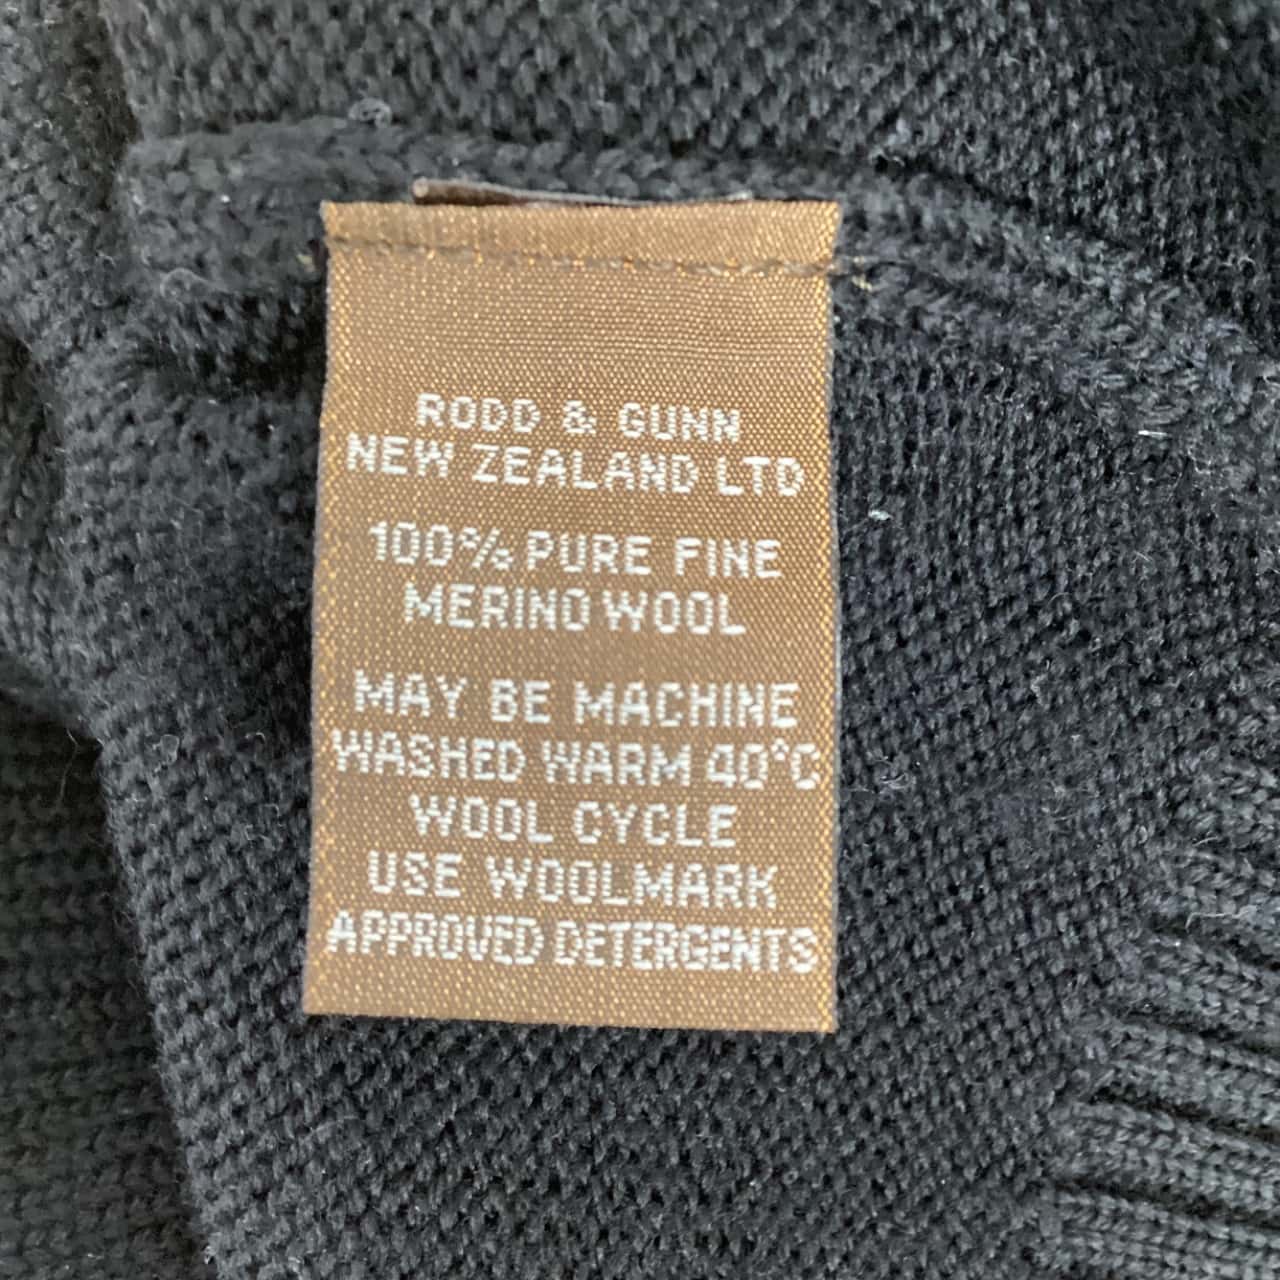 RODD & GUNN
NEW ZEALAND LTD
100% PURE FINE
MERINO WOOL
MAY BE MACHINE
WASHED WARM 40°C
WOOL CYCLE
USE WOOLMARK
APPROVED DETERGENTS